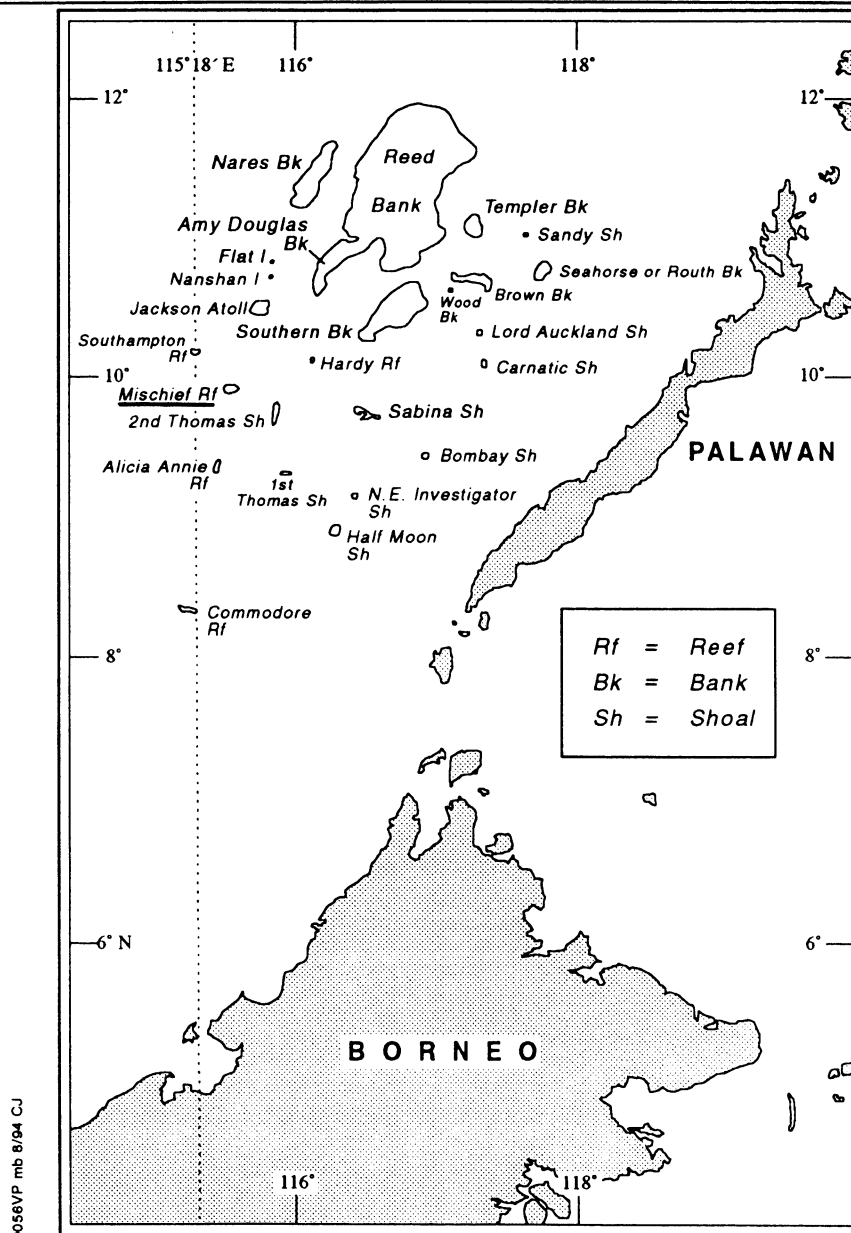 115°18′ E
116°
118°
12°
12°
Nares Bk
Reed
Bank
Templer Bk
Amy Douglas
Bk
Sandy Sh
Flat I
Nanshan I
Seahorse or Routh Bk
Brown Bk
Wood
Bk
Jackson Atoll
Southern Bk
Lord Auckland Sh
Southampton
Rf
Hardy Rf
Carnatic Sh
10°
10°
Mischief Rf
2nd Thomas Sh
Sabina Sh
PALAWAN
Bombay Sh
Alicia Annie
Rf
1st
Thomas Sh
N.E. Investigator
Sh
Half Moon
Sh
Commodore
Rf
8°
8°
Rf = Reef
Bk = Bank
Sh = Shoal
6° N
6°
BORNEO
116°
118°
056VP mb 8/94 CJ